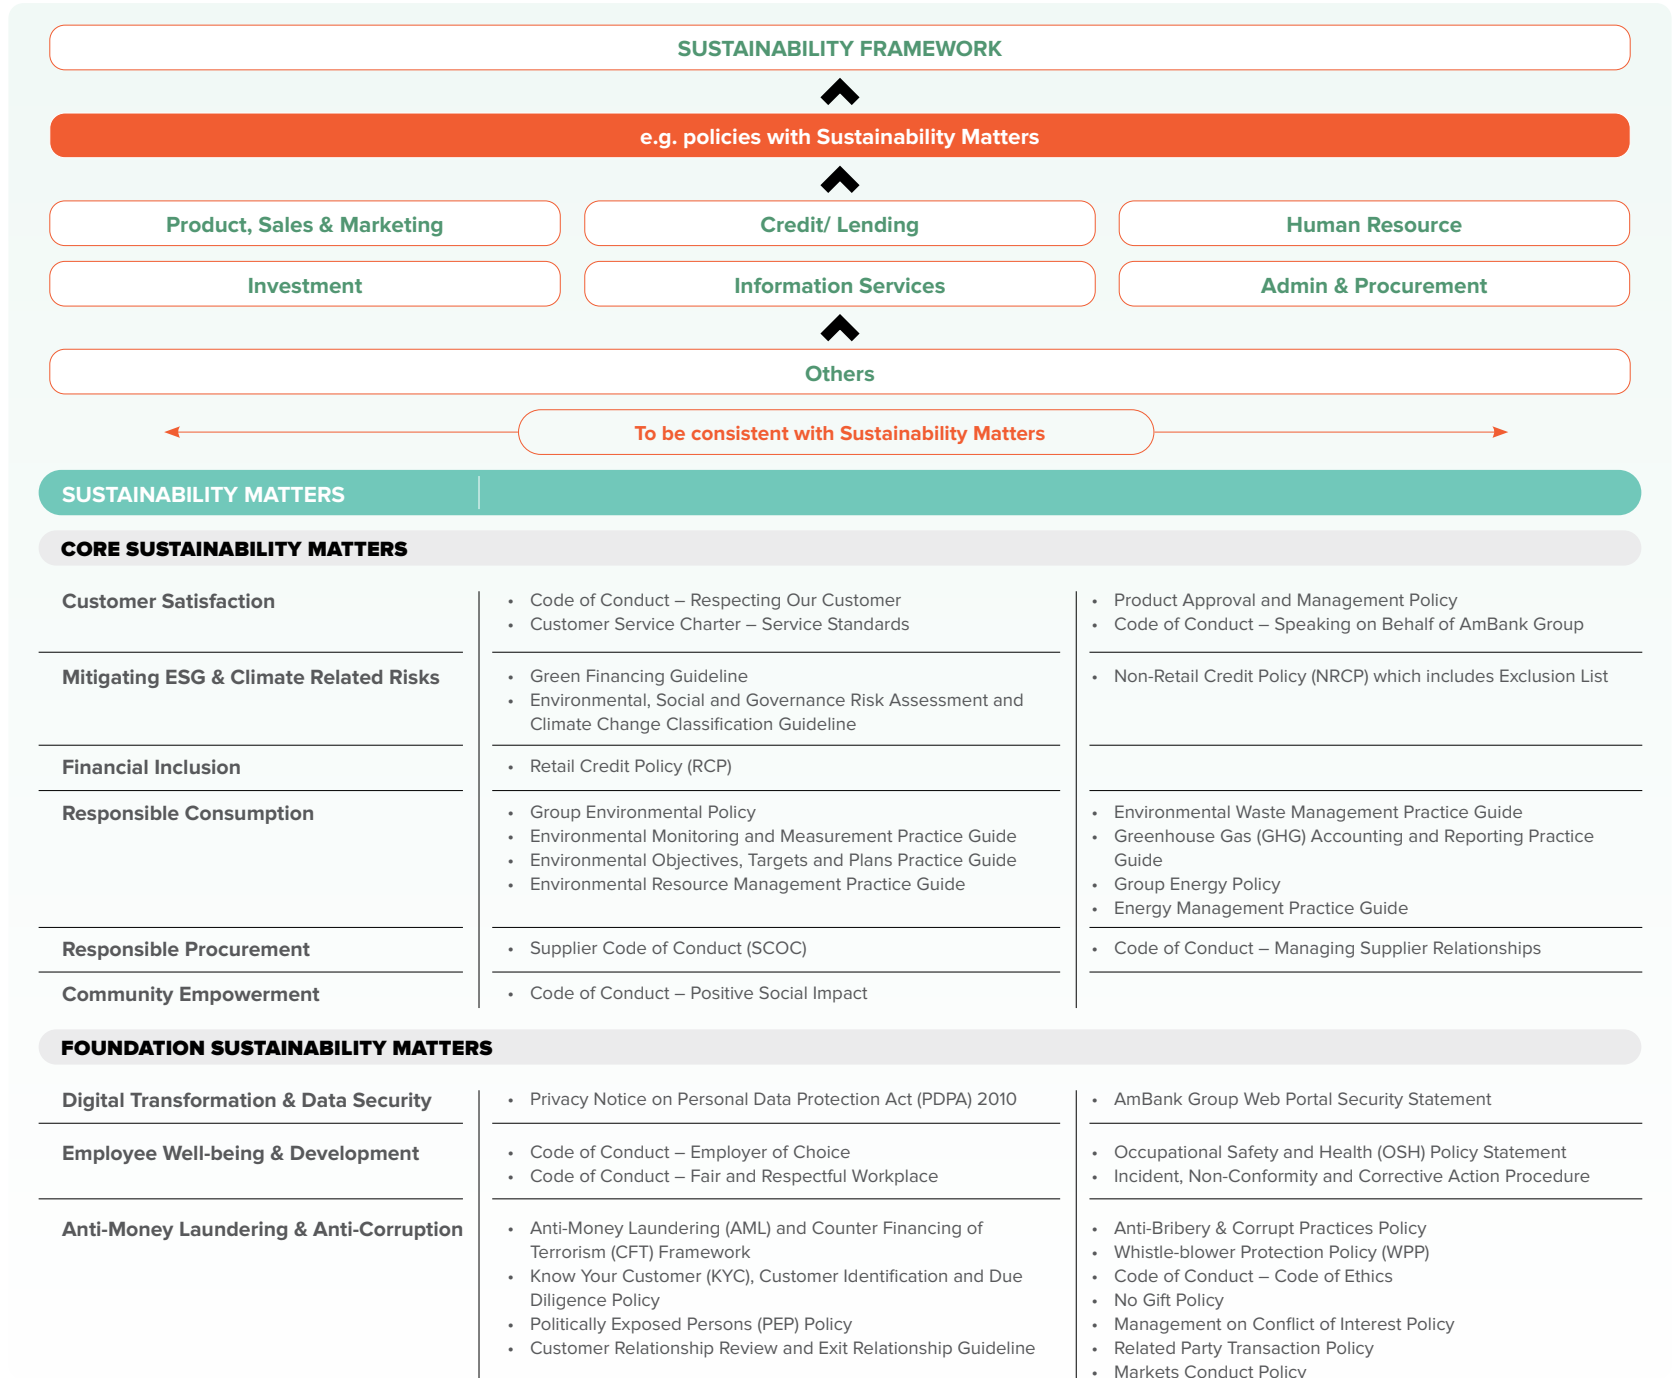 SUSTAINABILITY FRAMEWORK
e.g. policies with Sustainability Matters
Product, Sales & Marketing
Credit/ Lending
Human Resource
Investment
Information Services
Admin & Procurement
Others
To be consistent with Sustainability Matters
SUSTAINABILITY MATTERS
CORE SUSTAINABILITY MATTERS
Customer Satisfaction
• Code of Conduct – Respecting Our Customer
• Customer Service Charter – Service Standards
• Product Approval and Management Policy
• Code of Conduct – Speaking on Behalf of AmBank Group
Mitigating ESG & Climate Related Risks
• Green Financing Guideline
• Environmental, Social and Governance Risk Assessment and
Climate Change Classification Guideline
• Non-Retail Credit Policy (NRCP) which includes Exclusion List
Financial Inclusion
• Retail Credit Policy (RCP)
Responsible Consumption
• Group Environmental Policy
• Environmental Monitoring and Measurement Practice Guide
• Environmental Objectives, Targets and Plans Practice Guide
• Environmental Resource Management Practice Guide
• Environmental Waste Management Practice Guide
• Greenhouse Gas (GHG) Accounting and Reporting Practice
Guide
• Group Energy Policy
• Energy Management Practice Guide
Responsible Procurement
• Supplier Code of Conduct (SCOC)
• Code of Conduct – Managing Supplier Relationships
Community Empowerment
• Code of Conduct – Positive Social Impact
FOUNDATION SUSTAINABILITY MATTERS
Digital Transformation & Data Security
• Privacy Notice on Personal Data Protection Act (PDPA) 2010
• AmBank Group Web Portal Security Statement
Employee Well-being & Development
• Code of Conduct – Employer of Choice
• Code of Conduct – Fair and Respectful Workplace
• Occupational Safety and Health (OSH) Policy Statement
• Incident, Non-Conformity and Corrective Action Procedure
Anti-Money Laundering & Anti-Corruption
• Anti-Money Laundering (AML) and Counter Financing of
Terrorism (CFT) Framework
• Know Your Customer (KYC), Customer Identification and Due
Diligence Policy
• Politically Exposed Persons (PEP) Policy
• Customer Relationship Review and Exit Relationship Guideline
• Anti-Bribery & Corrupt Practices Policy
• Whistle-blower Protection Policy (WPP)
• Code of Conduct – Code of Ethics
• No Gift Policy
• Management on Conflict of Interest Policy
• Related Party Transaction Policy
• Markets Conduct Policy